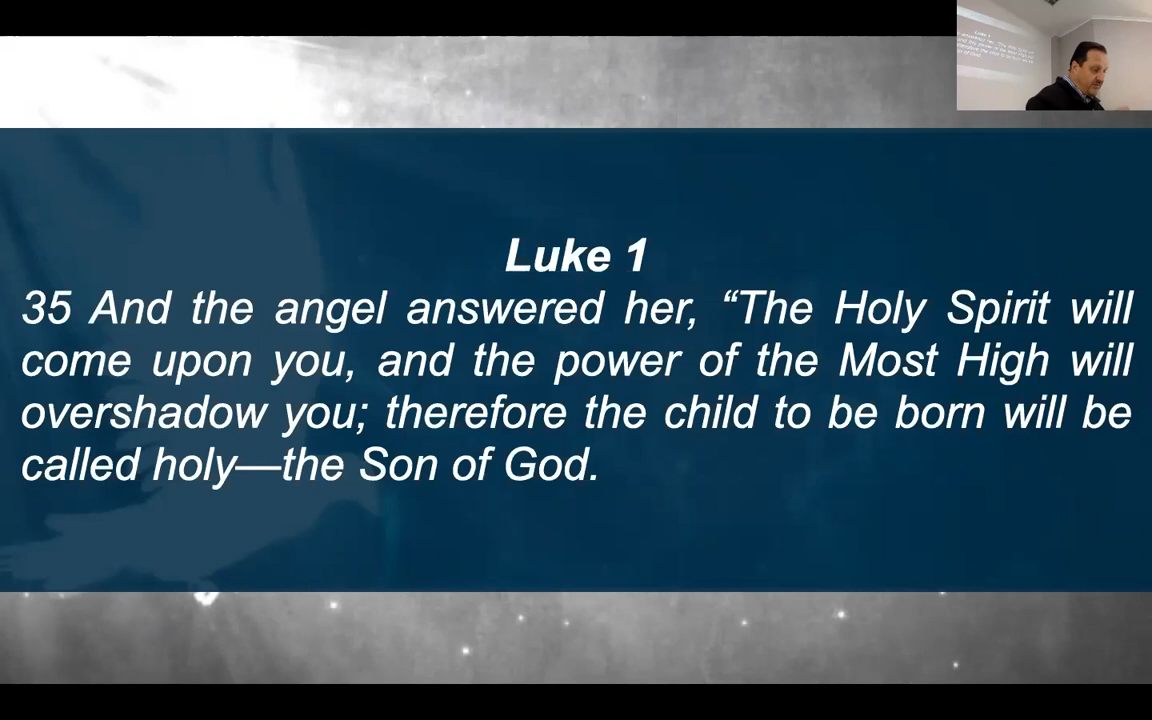 Luke 1
35 And the angel answered her, “The Holy Spirit will
come upon you, and the power of the Most High will
overshadow you; therefore the child to be born will be
called holy—the Son of God.